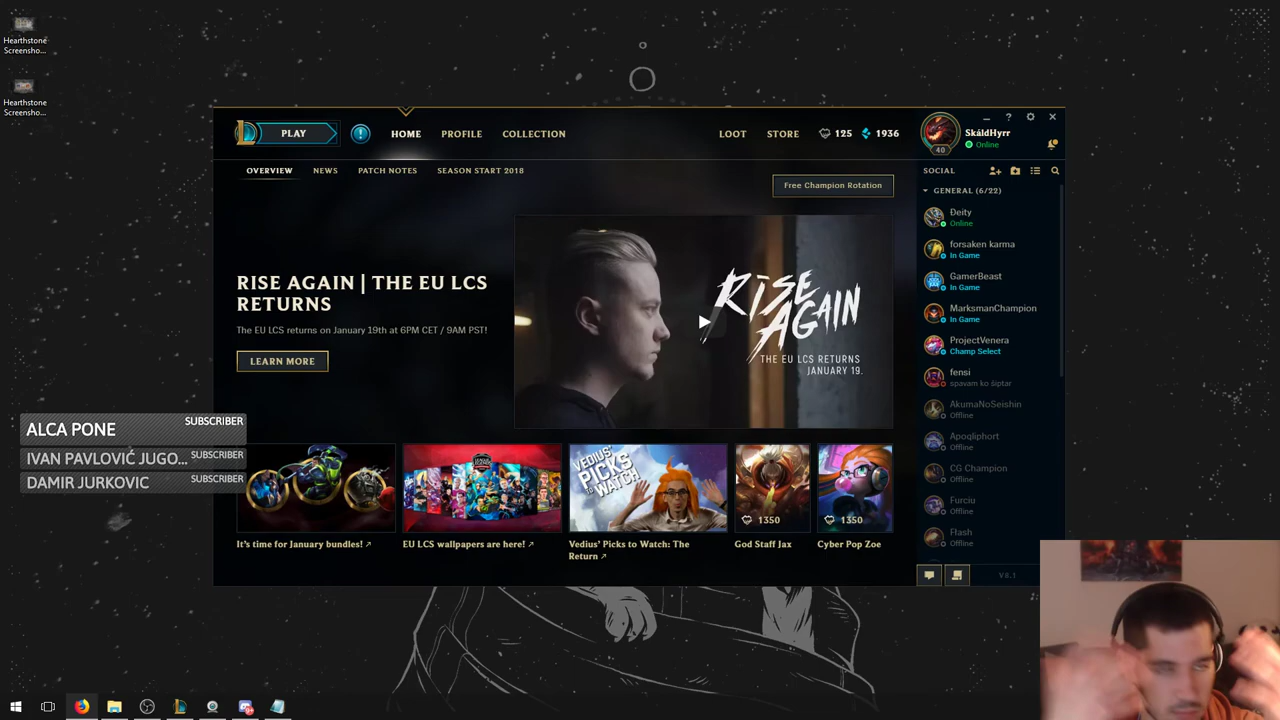 Hearthstone
Screensho...
Hearthstone
Screensho...
PLAY
HOME
PROFILE
COLLECTION
LOOT
STORE
125
1936
SkåldHyrr
Online
40
OVERVIEW
NEWS
PATCH NOTES
SEASON START 2018
Free Champion Rotation
RISE AGAIN | THE EU LCS
RETURNS
The EU LCS returns on January 19th at 6PM CET / 9AM PST!
LEARN MORE
RISE
AGAIN
THE EU LCS RETURNS
JANUARY 19.
SOCIAL
GENERAL (6/22)
Đeity
Online
forsaken karma
In Game
GamerBeast
In Game
MarksmanChampion
In Game
ProjectVenera
Champ Select
fensi
spavam ko šiptar
AkumaNoSeishin
Offline
Apoqliphort
Offline
CG Champion
Offline
Furciu
Offline
Flash
Offline
V8.1
ALCA PONE
SUBSCRIBER
IVAN PAVLOVIĆ JUGO...
SUBSCRIBER
DAMIR JURKOVIC
SUBSCRIBER
VEDIUS'
PICKS
TO
WATCH
1350
1350
It's time for January bundles!
EU LCS wallpapers are here!
Vedius' Picks to Watch: The
Return
God Staff Jax
Cyber Pop Zoe